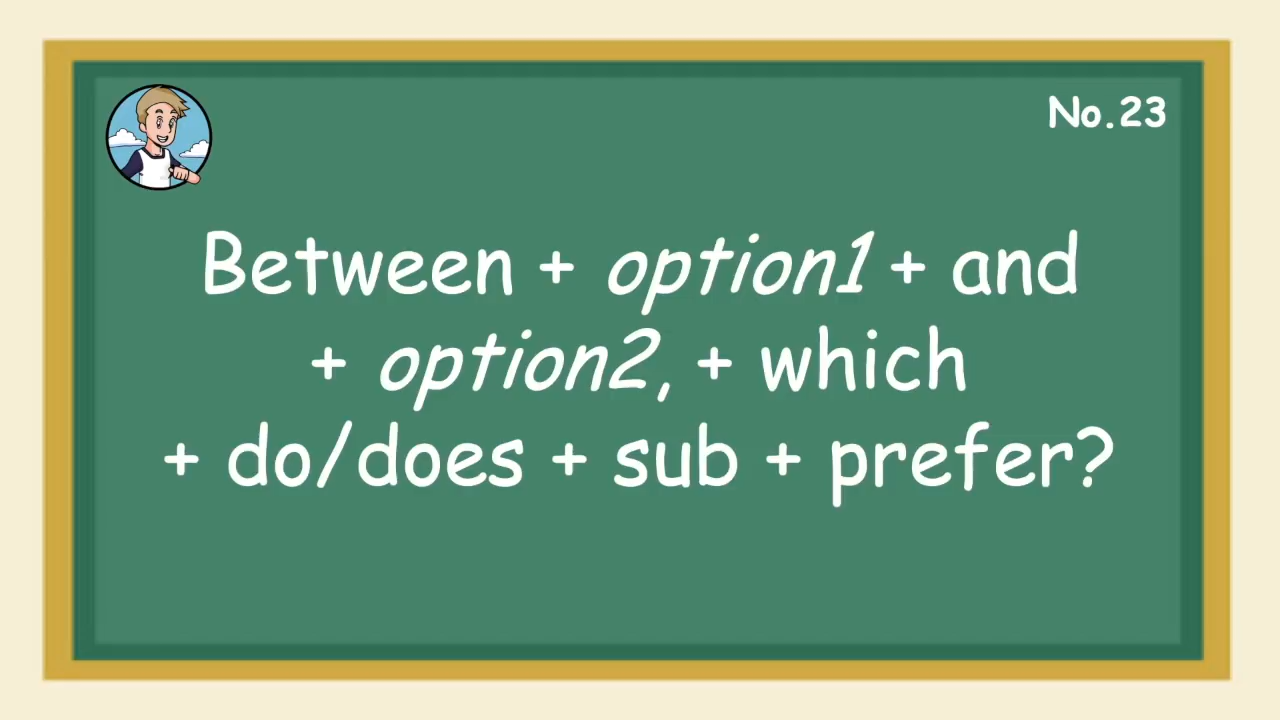 No.23
Between + option1 + and
+ option2, + which
+ do/does + sub + prefer?